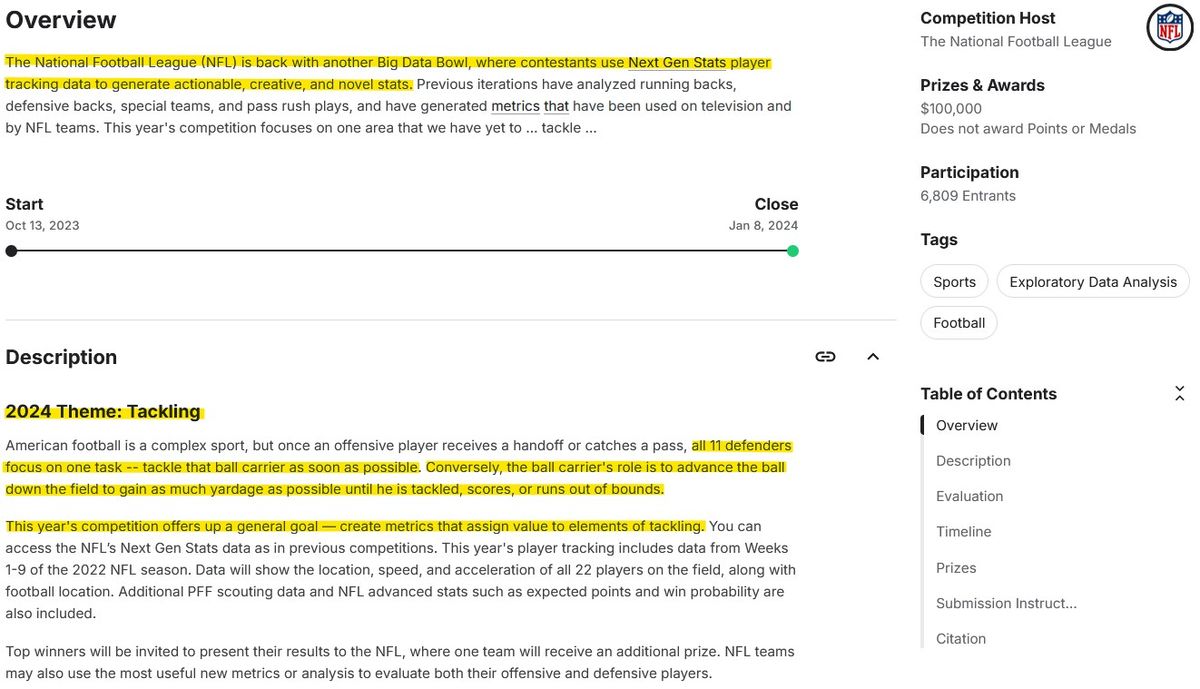 Overview
The National Football League (NFL) is back with another Big Data Bowl, where contestants use Next Gen Stats player
tracking data to generate actionable, creative, and novel stats. Previous iterations have analyzed running backs,
defensive backs, special teams, and pass rush plays, and have generated metrics that have been used on television and
by NFL teams. This year's competition focuses on one area that we have yet to ... tackle ...
Start
Close
Oct 13, 2023
Jan 8, 2024
Description
2024 Theme: Tackling
American football is a complex sport, but once an offensive player receives a handoff or catches a pass, all 11 defenders
focus on one task -- tackle that ball carrier as soon as possible. Conversely, the ball carrier's role is to advance the ball
down the field to gain as much yardage as possible until he is tackled, scores, or runs out of bounds.
This year's competition offers up a general goal — create metrics that assign value to elements of tackling. You can
access the NFL’s Next Gen Stats data as in previous competitions. This year's player tracking includes data from Weeks
1-9 of the 2022 NFL season. Data will show the location, speed, and acceleration of all 22 players on the field, along with
football location. Additional PFF scouting data and NFL advanced stats such as expected points and win probability are
also included.
Top winners will be invited to present their results to the NFL, where one team will receive an additional prize. NFL teams
may also use the most useful new metrics or analysis to evaluate both their offensive and defensive players.
Competition Host
The National Football League
NFL
Prizes & Awards
$100,000
Does not award Points or Medals
Participation
6,809 Entrants
Tags
Sports
Exploratory Data Analysis
Football
Table of Contents
Overview
Description
Evaluation
Timeline
Prizes
Submission Instruct...
Citation